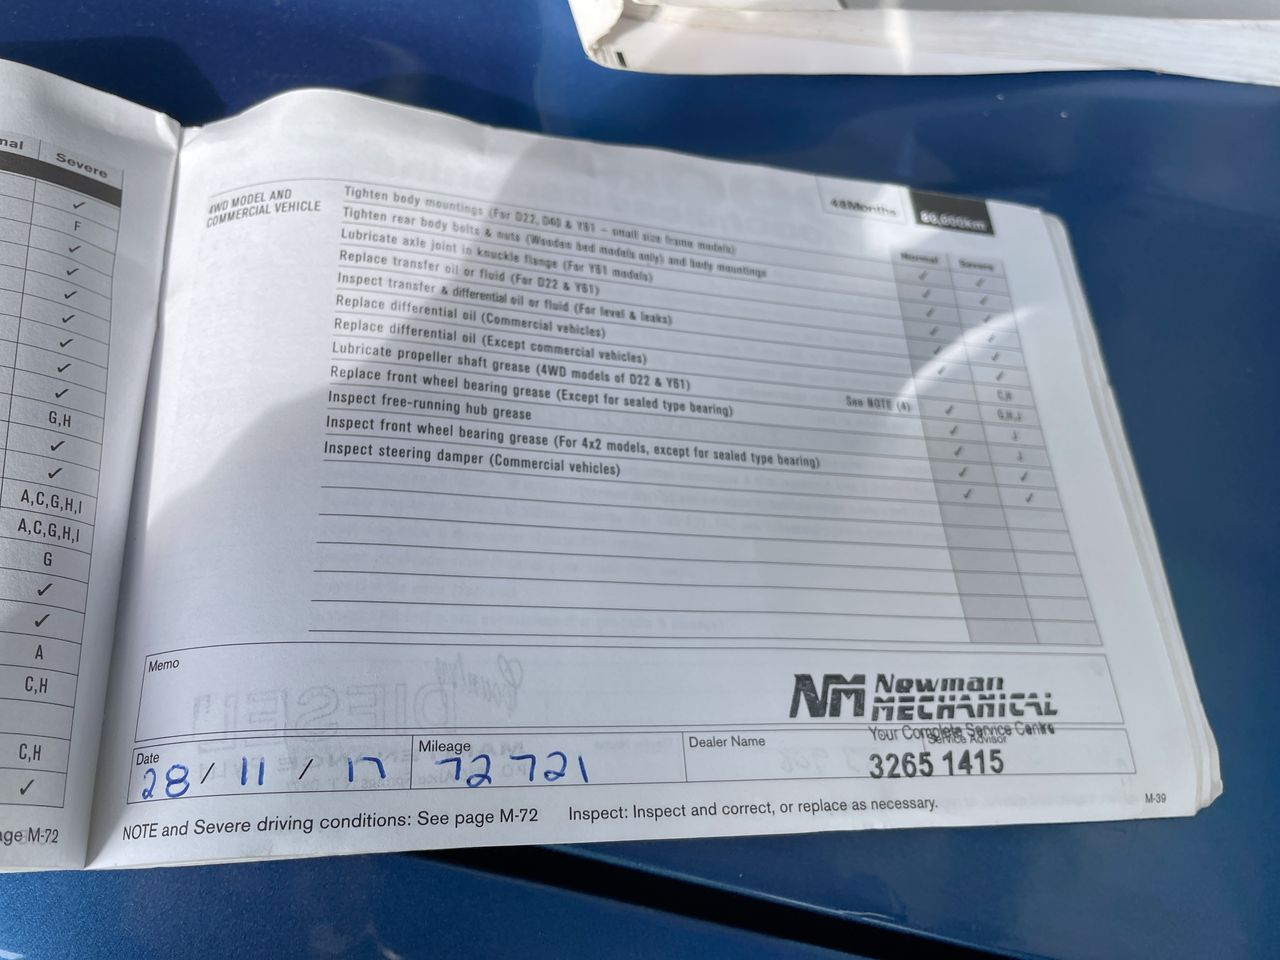 nal Severe
F
G,H
A,C,G,H,I
A,C,G,H,I
G
A
C,H
C,H
age M-72
48Months 80,000km
Normal Severe
4WD MODEL AND
COMMERCIAL VEHICLE
Tighten body mountings (For D22, D40 & Y61 – small size frame models)
Tighten rear body bolts & nuts (Wooden bed models only) and body mountings
Lubricate axle joint in knuckle flange (For Y61 models)
Replace transfer oil or fluid (For D22 & Y61)
Inspect transfer & differential oil or fluid (For level & leaks)
Replace differential oil (Commercial vehicles) C,H
Replace differential oil (Except commercial vehicles) See NOTE (4) G,H,J
Lubricate propeller shaft grease (4WD models of D22 & Y61)
Replace front wheel bearing grease (Except for sealed type bearing)
Inspect free-running hub grease
Inspect front wheel bearing grease (For 4x2 models, except for sealed type bearing)
Inspect steering damper (Commercial vehicles)
Memo
NM Newman
MECHANICAL
Your Complete Service Centre
Service Advisor
3265 1415
Date
28 / 11 / 17
Mileage
72 721
Dealer Name
NOTE and Severe driving conditions: See page M-72 Inspect: Inspect and correct, or replace as necessary. M-39